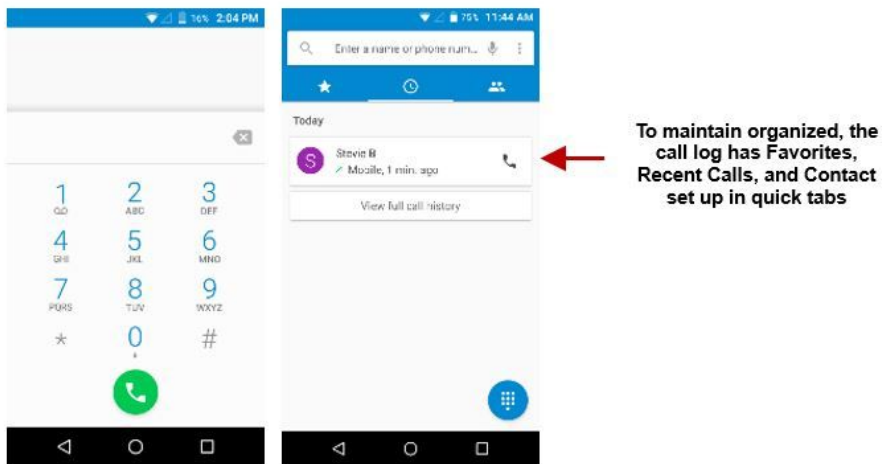 16% 2:04 PM
1
2 ABC
3 DEF
4 GHI
5 JKL
6 MNO
7 PQRS
8 TUV
9 WXYZ
*
0
+
#
75% 11:44 AM
Enter a name or phone num...
Today
S
Stevie B
Mobile, 1 min. ago
View full call history
To maintain organized, the
call log has Favorites,
Recent Calls, and Contact
set up in quick tabs